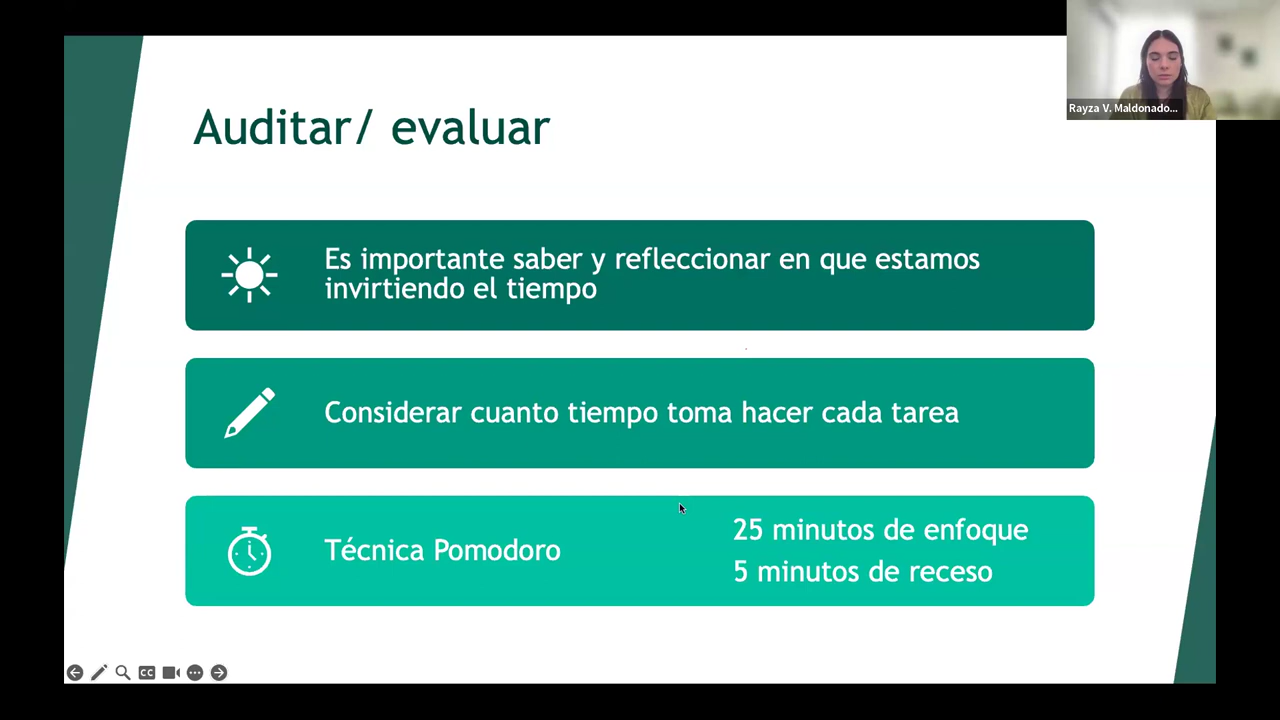 Auditar/ evaluar
Rayza V. Maldonado...
Es importante saber y refleccionar en que estamos
invirtiendo el tiempo
Considerar cuanto tiempo toma hacer cada tarea
Técnica Pomodoro
25 minutos de enfoque
5 minutos de receso
CC